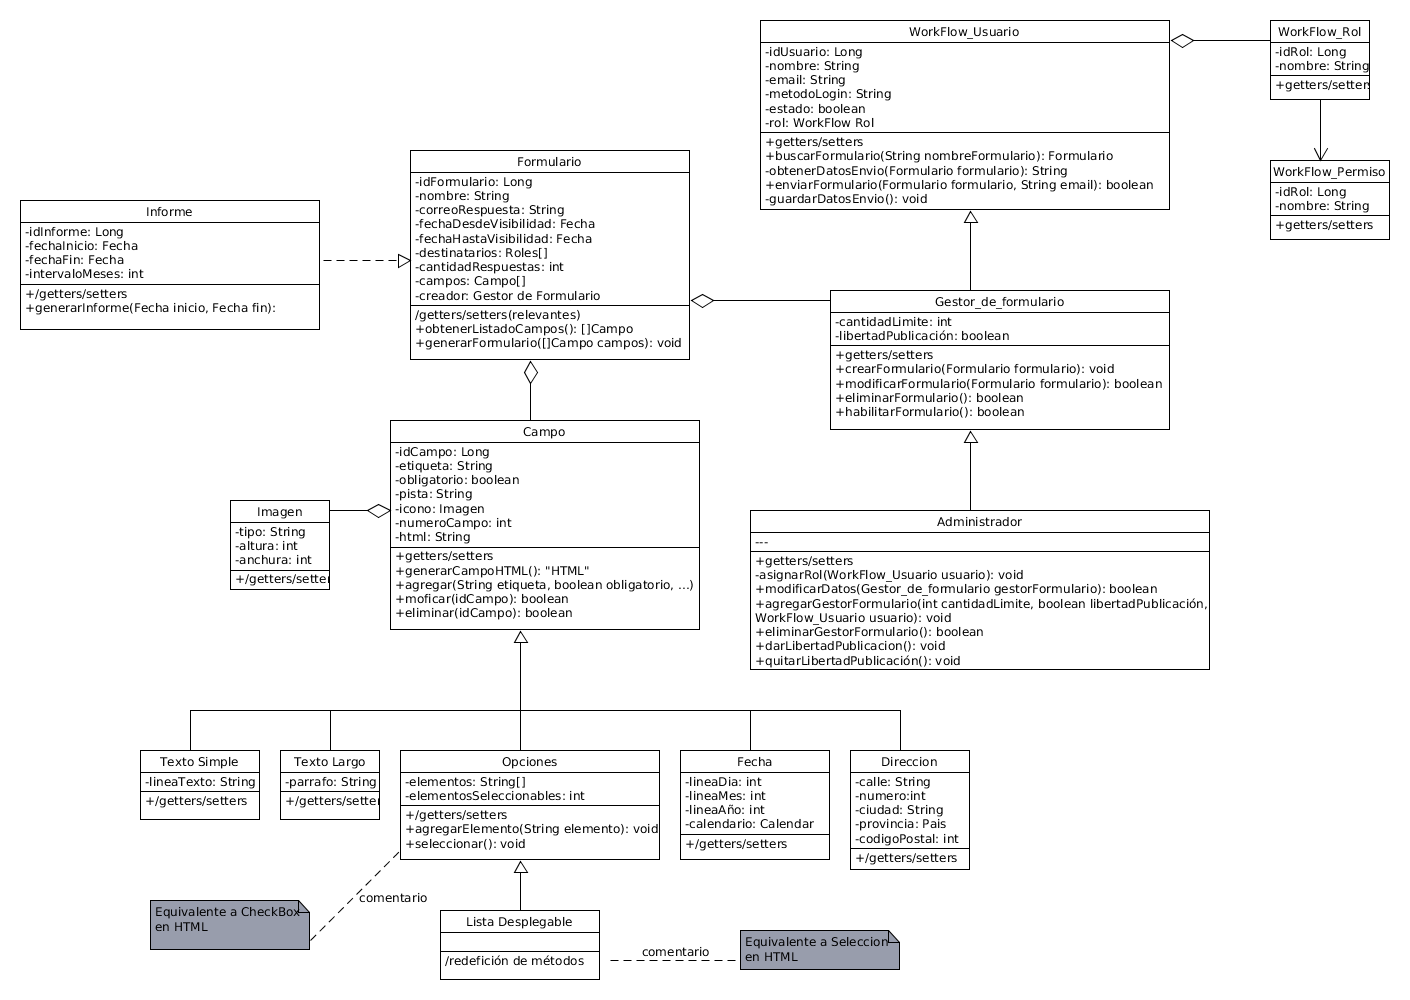 WorkFlow_Usuario
-idUsuario: Long
-nombre: String
-email: String
-metodoLogin: String
-estado: boolean
-rol: WorkFlow Rol
+getters/setters
+buscarFormulario(String nombreFormulario): Formulario
-obtenerDatosEnvio(Formulario formulario): String
+enviarFormulario(Formulario formulario, String email): boolean
-guardarDatosEnvio(): void
WorkFlow_Rol
-idRol: Long
-nombre: String
+getters/setters
WorkFlow_Permiso
-idRol: Long
-nombre: String
+getters/setters
Formulario
-idFormulario: Long
-nombre: String
-correoRespuesta: String
-fechaDesdeVisibilidad: Fecha
-fechaHastaVisibilidad: Fecha
-destinatarios: Roles[]
-cantidadRespuestas: int
-campos: Campo[]
-creador: Gestor de Formulario
/getters/setters(relevantes)
+obtenerListadoCampos(): []Campo
+generarFormulario([]Campo campos): void
Informe
-idInforme: Long
-fechaInicio: Fecha
-fechaFin: Fecha
-intervaloMeses: int
+/getters/setters
+generarInforme(Fecha inicio, Fecha fin):
Gestor_de_formulario
-cantidadLimite: int
-libertadPublicación: boolean
+getters/setters
+crearFormulario(Formulario formulario): void
+modificarFormulario(Formulario formulario): boolean
+eliminarFormulario(): boolean
+habilitarFormulario(): boolean
Campo
-idCampo: Long
-etiqueta: String
-obligatorio: boolean
-pista: String
-icono: Imagen
-numeroCampo: int
-html: String
+getters/setters
+generarCampoHTML(): "HTML"
+agregar(String etiqueta, boolean obligatorio, ...)
+moficar(idCampo): boolean
+eliminar(idCampo): boolean
Imagen
-tipo: String
-altura: int
-anchura: int
+/getters/setter
Administrador
---
+getters/setters
-asignarRol(WorkFlow_Usuario usuario): void
+modificarDatos(Gestor_de_formulario gestorFormulario): boolean
+agregarGestorFormulario(int cantidadLimite, boolean libertadPublicación,
WorkFlow_Usuario usuario): void
+eliminarGestorFormulario(): boolean
+darLibertadPublicacion(): void
+quitarLibertadPublicación(): void
Texto Simple
-lineaTexto: String
+/getters/setters
Texto Largo
-parrafo: String
+/getters/setter
Opciones
-elementos: String[]
-elementosSeleccionables: int
+/getters/setters
+agregarElemento(String elemento): void
+seleccionar(): void
Fecha
-lineaDia: int
-lineaMes: int
-lineaAño: int
-calendario: Calendar
+/getters/setters
Direccion
-calle: String
-numero:int
-ciudad: String
-provincia: Pais
-codigoPostal: int
+/getters/setters
comentario
Equivalente a CheckBox
en HTML
Lista Desplegable
/redefición de métodos
comentario
Equivalente a Seleccion
en HTML